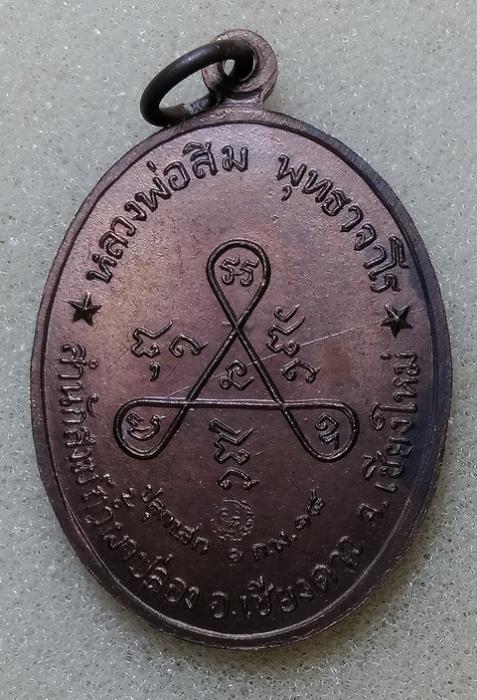 หลวงพ่อสิม พุทธาจาโร
ปลุกเสก ๑ ก.พ. ๑๘
สำนักสงฆ์ถ้ำผาปล่อง อ.เชียงดาว จ.เชียงใหม่